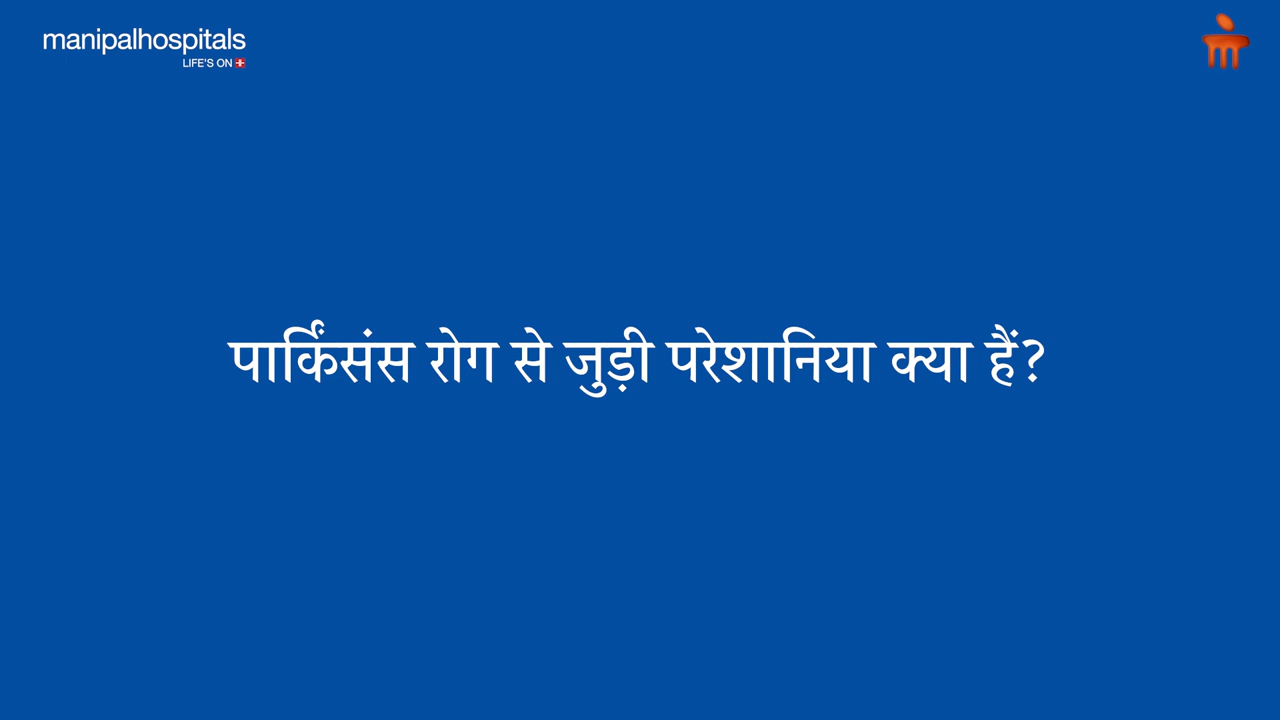 manipalhospitals
LIFE'S ON
पार्किंसंस रोग से जुड़ी परेशानिया क्या हैं?